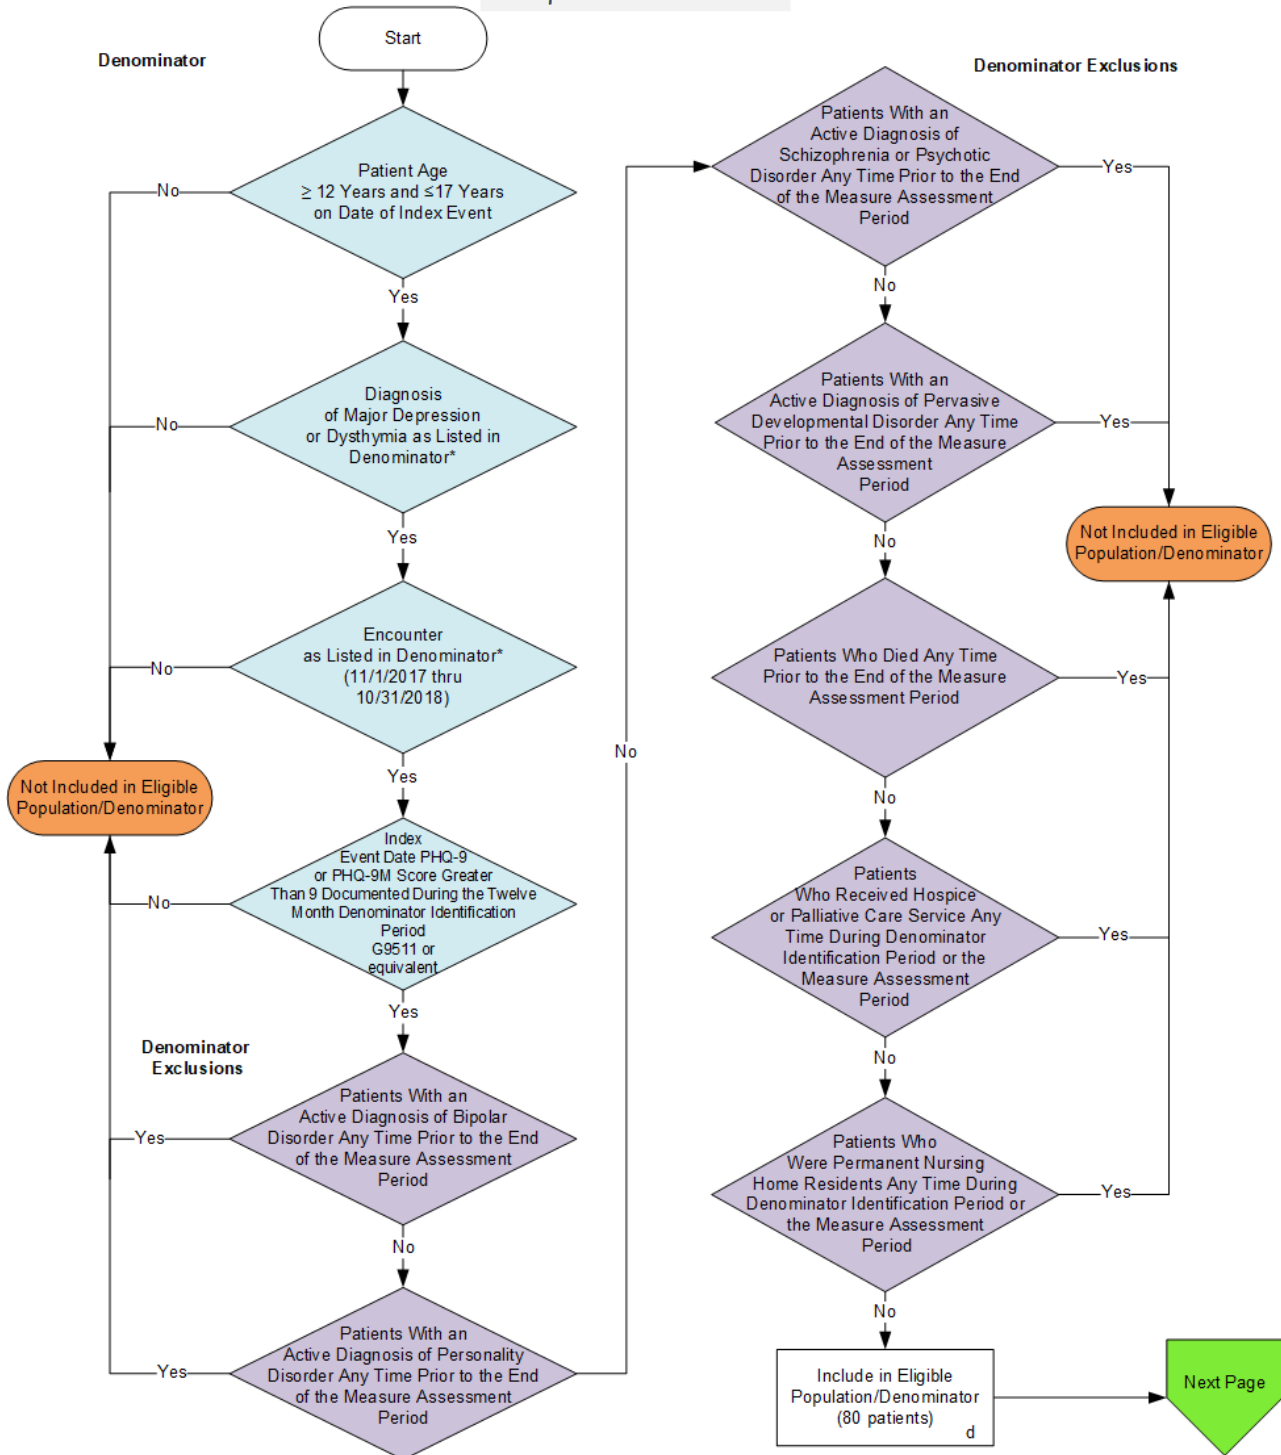 Start
Denominator
Patient Age
≥ 12 Years and ≤17 Years
on Date of Index Event
No
Yes
Diagnosis
of Major Depression
or Dysthymia as Listed in
Denominator*
No
Yes
Encounter
as Listed in Denominator*
(11/1/2017 thru
10/31/2018)
No
Yes
Not Included in Eligible
Population/Denominator
Index
Event Date PHQ-9
or PHQ-9M Score Greater
Than 9 Documented During the Twelve
Month Denominator Identification
Period
G9511 or
equivalent
No
Yes
Denominator
Exclusions
Patients With an
Active Diagnosis of Bipolar
Disorder Any Time Prior to the End
of the Measure Assessment
Period
Yes
No
Patients With an
Active Diagnosis of Personality
Disorder Any Time Prior to the End
of the Measure Assessment
Period
Yes
No
Denominator Exclusions
Patients With an
Active Diagnosis of
Schizophrenia or Psychotic
Disorder Any Time Prior to the End
of the Measure Assessment
Period
Yes
No
Patients With an
Active Diagnosis of Pervasive
Developmental Disorder Any Time
Prior to the End of the Measure
Assessment
Period
Yes
No
Not Included in Eligible
Population/Denominator
Patients Who Died Any Time
Prior to the End of the Measure
Assessment Period
Yes
No
Patients
Who Received Hospice
or Palliative Care Service Any
Time During Denominator
Identification Period or the
Measure Assessment
Period
Yes
No
Patients Who
Were Permanent Nursing
Home Residents Any Time During
Denominator Identification Period or
the Measure Assessment
Period
Yes
No
Include in Eligible
Population/Denominator
(80 patients)
d
Next Page